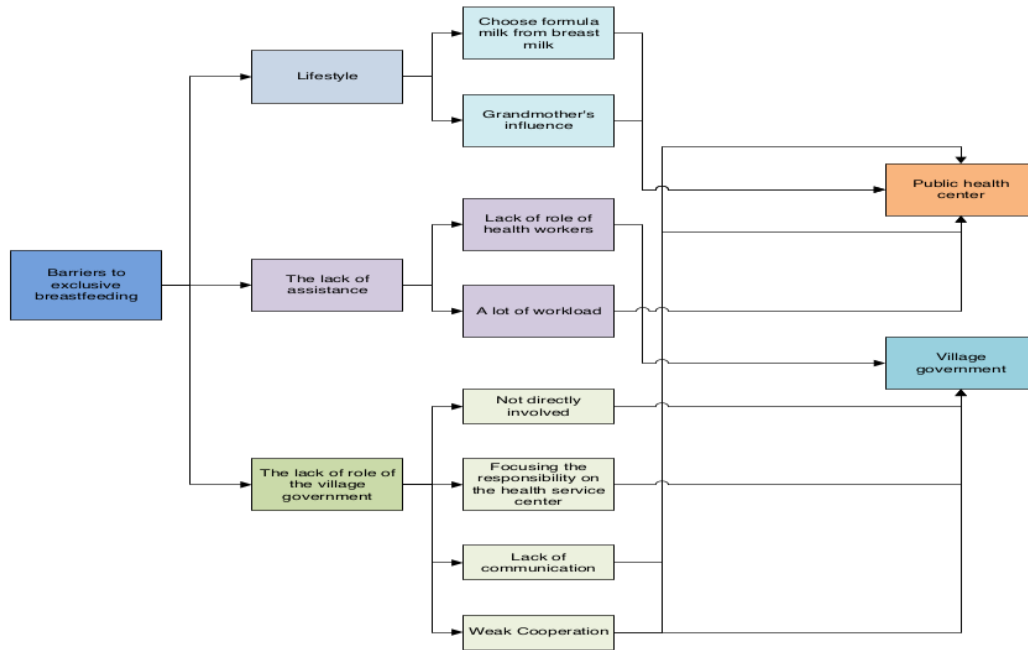 Choose formula
milk from breast
milk
Lifestyle
Grandmother's
influence
Public health
center
Lack of role of
health workers
Barriers to
exclusive
breastfeeding
The lack of
assistance
A lot of workload
Village
government
Not directly
involved
The lack of role of
the village
government
Focusing the
responsibility on
the health service
center
Lack of
communication
Weak Cooperation